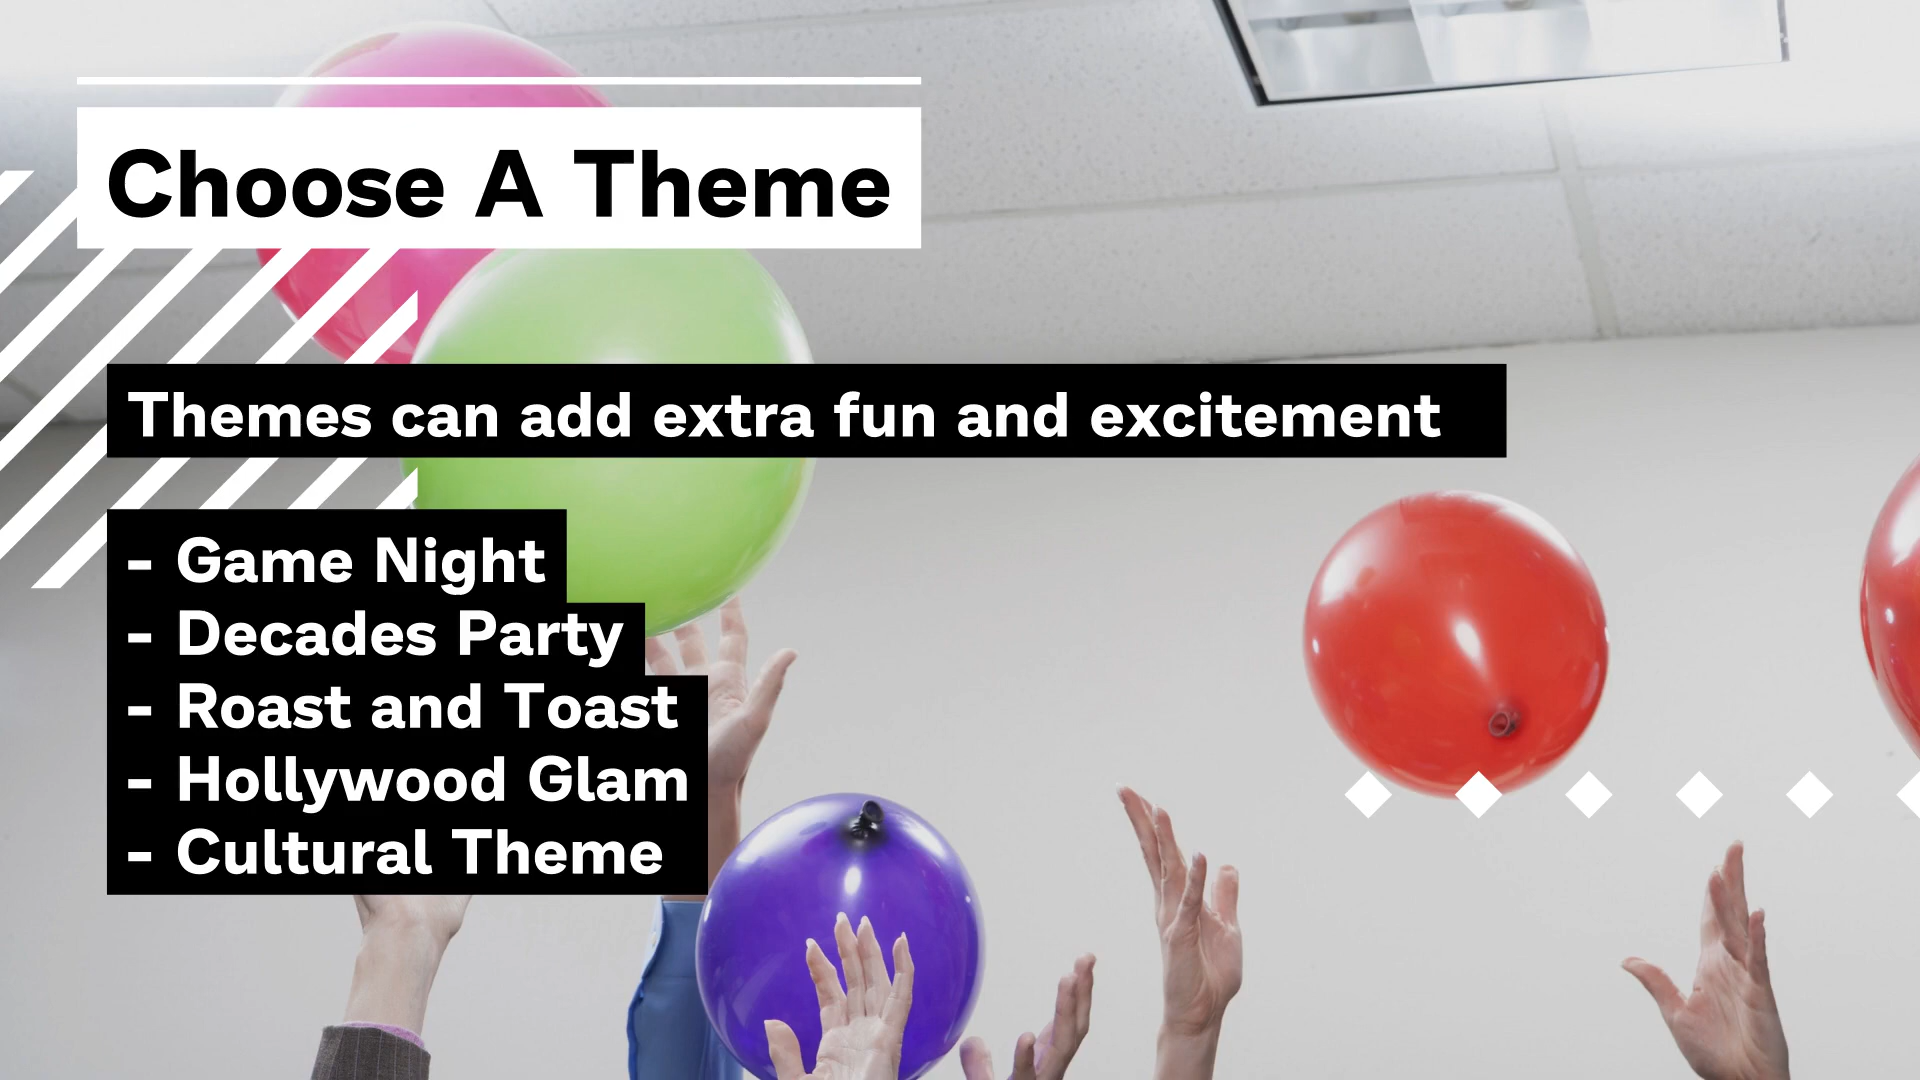 Choose A Theme
Themes can add extra fun and excitement
- Game Night
- Decades Party
- Roast and Toast
- Hollywood Glam
- Cultural Theme